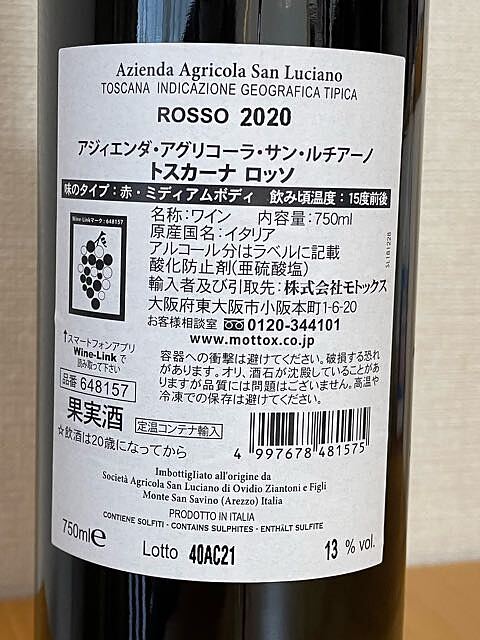 Azienda Agricola San Luciano
TOSCANA INDICAZIONE GEOGRAFICA TIPICA
ROSSO 2020
アジィエンダ・アグリコーラ・サン・ルチアーノ
トスカーナ ロッソ
味のタイプ：赤・ミディアムボディ 飲み頃温度：15度前後
Wine-Linkマーク：648157
名称：ワイン 内容量：750ml
原産国名：イタリア
アルコール分はラベルに記載
酸化防止剤(亜硫酸塩)
輸入者及び引取先：株式会社モトックス
大阪府東大阪市小阪本町1-6-20
お客様相談室 0120-344101
www.mottox.co.jp
↑スマートフォンアプリ
Wine-Linkで
読み取って下さい
容器への衝撃は避けてください。破損する恐れ
があります。オリ、酒石が沈殿していることがあ
りますが品質には問題はございません。高温や
冷凍での保存は避けてください。
品番 648157
果実酒
定温コンテナ輸入
☆飲酒は20歳になってから
4 997678 481575
Imbottigliato all'origine da
Società Agricola San Luciano di Ovidio Ziantoni e Figli
Monte San Savino (Arezzo) Italia
PRODOTTO IN ITALIA
CONTIENE SOLFITI - CONTAINS SULPHITES - ENTHÄLT SULFITE
750ml e
Lotto 40AC21
13 % vol.